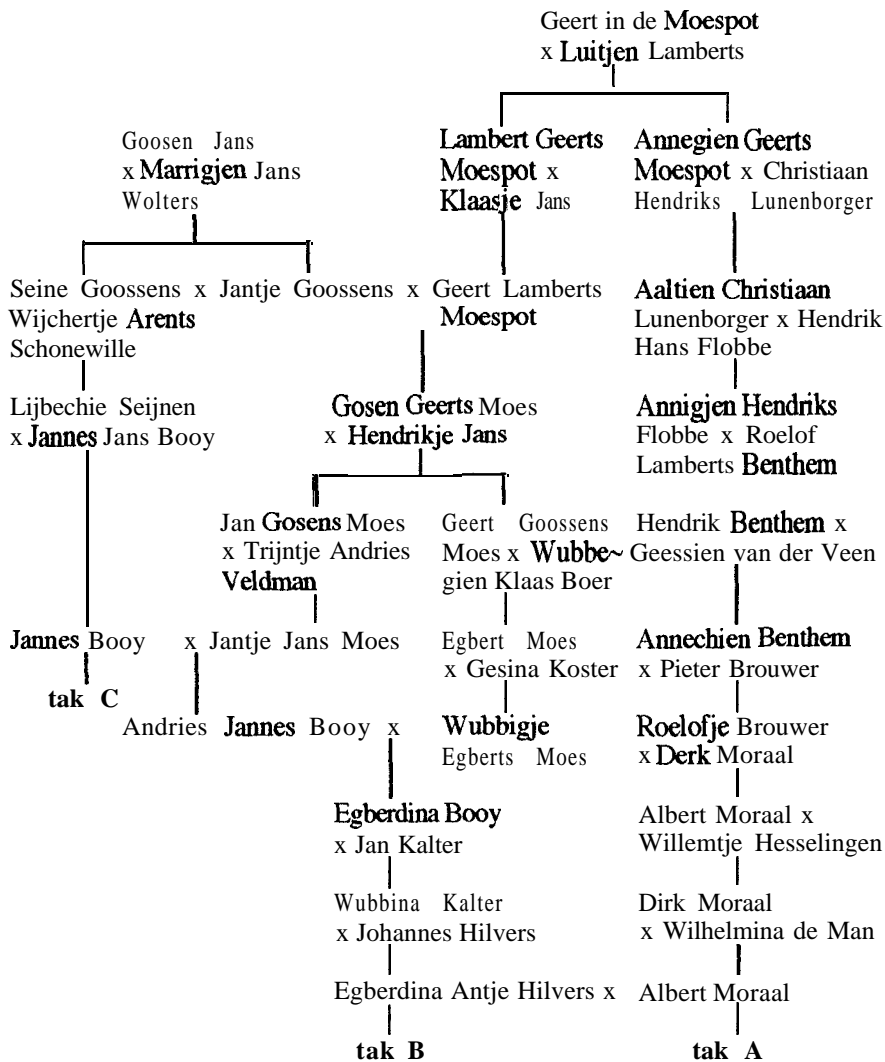 Geert in de Moespot
x Luitjen Lamberts
Goosen Jans
x Marrigjen Jans
Wolters
Lambert Geerts
Moespot x
Klaasje Jans
Annegien Geerts
Moespot x Christiaan
Hendriks Lunenborger
Seine Goossens x Jantje Goossens x Geert Lamberts
Wijchertje Arents
Schonewille
Moespot
Aaltien Christiaan
Lunenborger x Hendrik
Hans Flobbe
Lijbechie Seijnen
x Jannes Jans Booy
Gosen Geerts Moes
x Hendrikje Jans
Annigjen Hendriks
Flobbe x Roelof
Lamberts Benthem
Jan Gosens Moes
x Trijntje Andries
Veldman
Geert Goossens
Moes x Wubbe~
gien Klaas Boer
Hendrik Benthem x
Geessien van der Veen
Jannes Booy x Jantje Jans Moes
Egbert Moes
x Gesina Koster
Annechien Benthem
x Pieter Brouwer
tak C
Andries Jannes Booy x
Wubbigje
Egberts Moes
Roelofje Brouwer
x Derk Moraal
Egberdina Booy
x Jan Kalter
Albert Moraal x
Willemtje Hesselingen
Wubbina Kalter
x Johannes Hilvers
Dirk Moraal
x Wilhelmina de Man
Egberdina Antje Hilvers x Albert Moraal
tak B
tak A